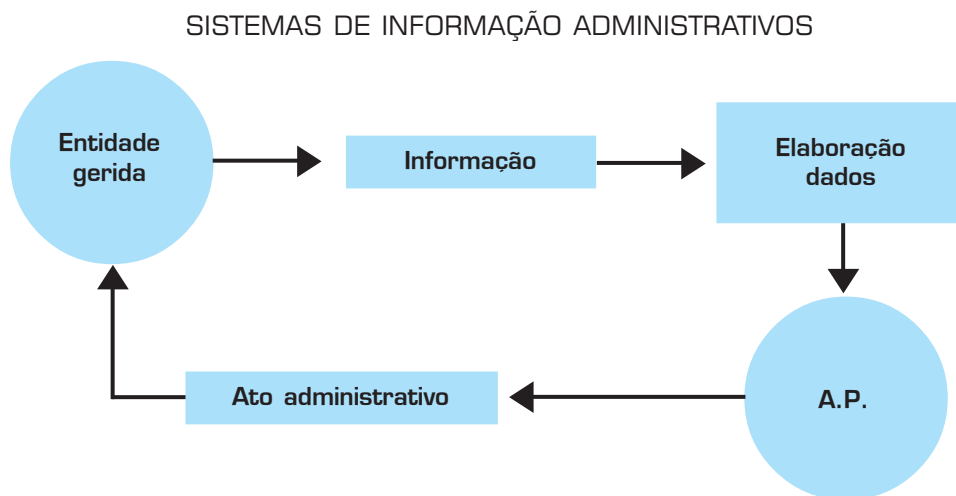 SISTEMAS DE INFORMAÇÃO ADMINISTRATIVOS
Entidade
gerida
Informação
Elaboração
dados
Ato administrativo
A.P.